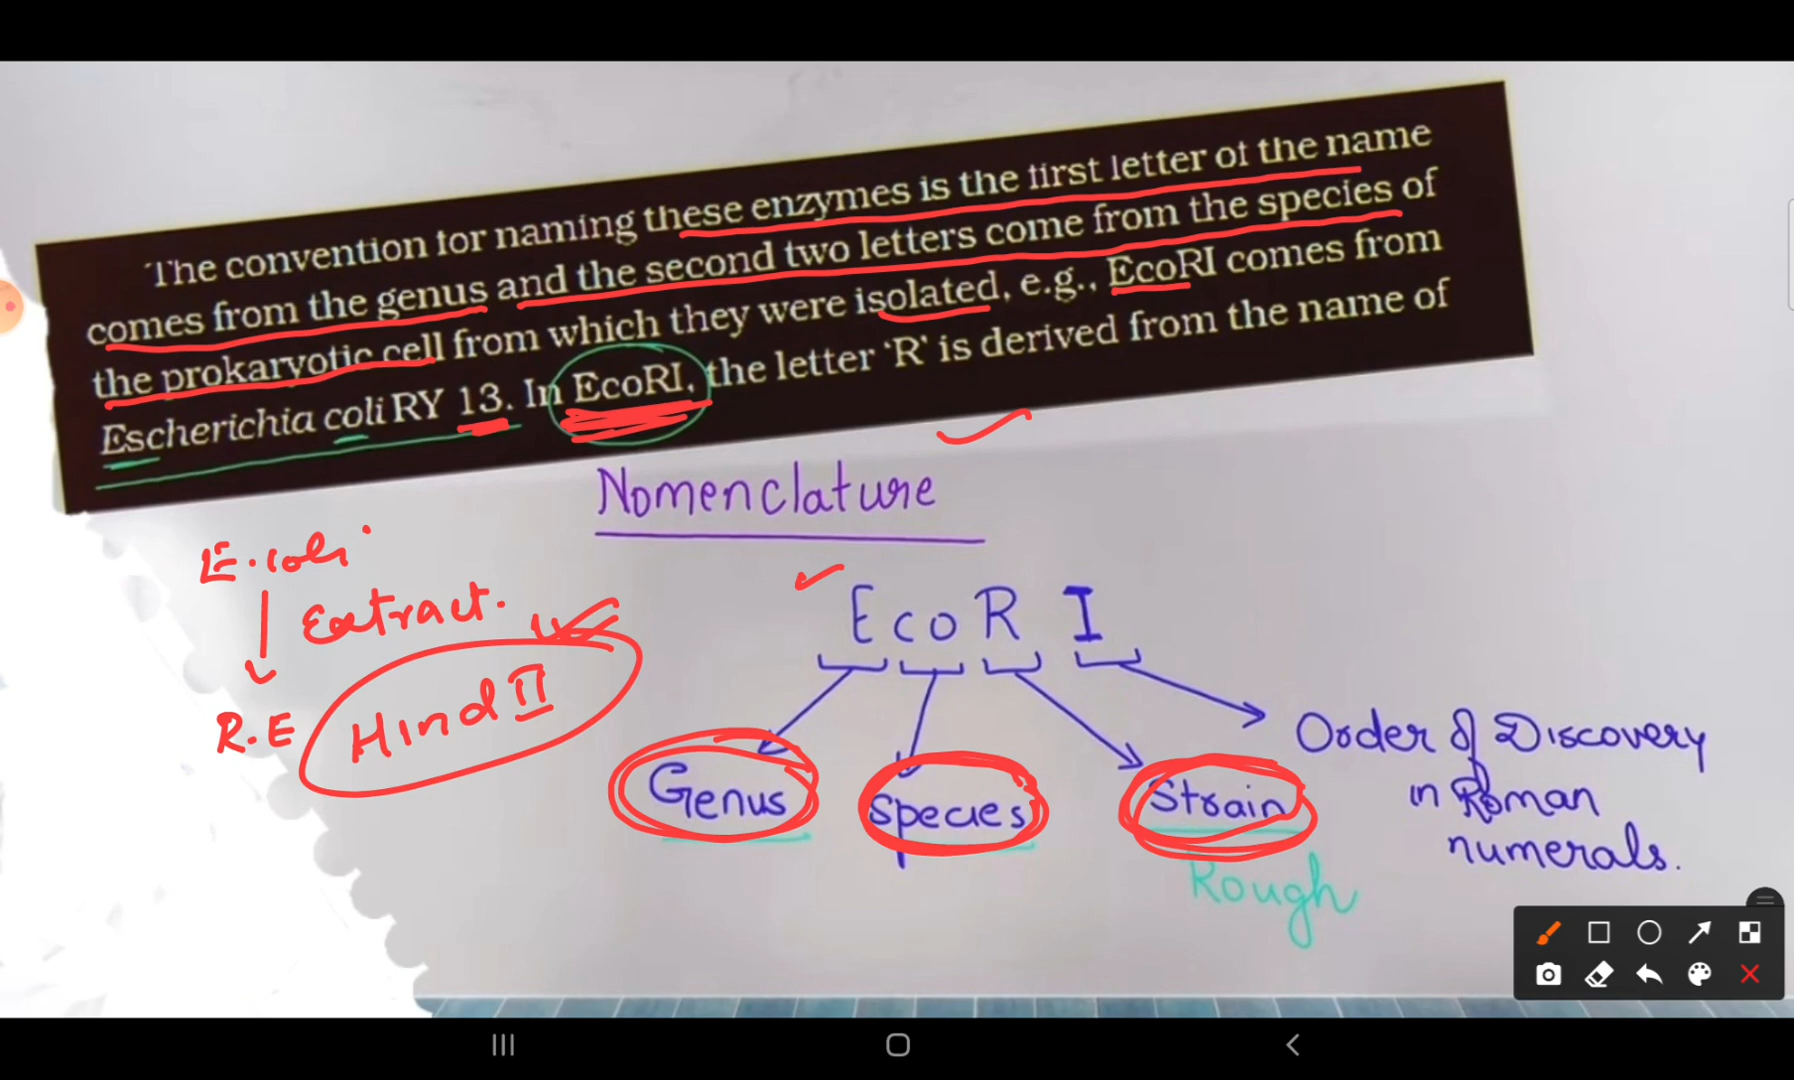 The convention for naming these enzymes is the first letter of the name
comes from the genus and the second two letters come from the species of
the prokaryotic cell from which they were isolated, e.g., EcoRI comes from
Escherichia coli RY 13. In EcoRI, the letter ‘R’ is derived from the name of
Nomenclature
E.coli
Extract.
R.E
Hind II
EcoR I
Genus
Species
Strain
Rough
Order of Discovery
in Roman
numerals.